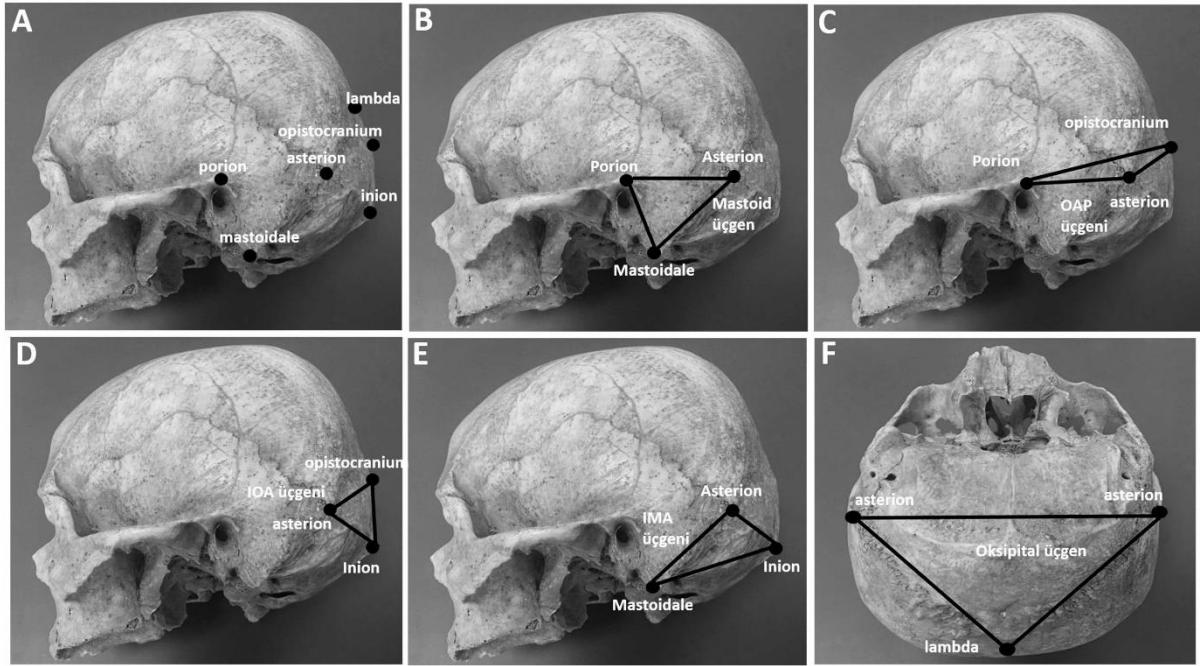 A
lambda
opistocranium
asterion
porion
inion
mastoidale
B
Porion
Asterion
Mastoid
üçgen
Mastoidale
C
opistocranium
Porion
OAP
üçgeni
asterion
D
opistocranium
IOA üçgeni
asterion
Inion
E
Asterion
IMA
üçgeni
Inion
Mastoidale
F
asterion
asterion
Oksipital üçgen
lambda